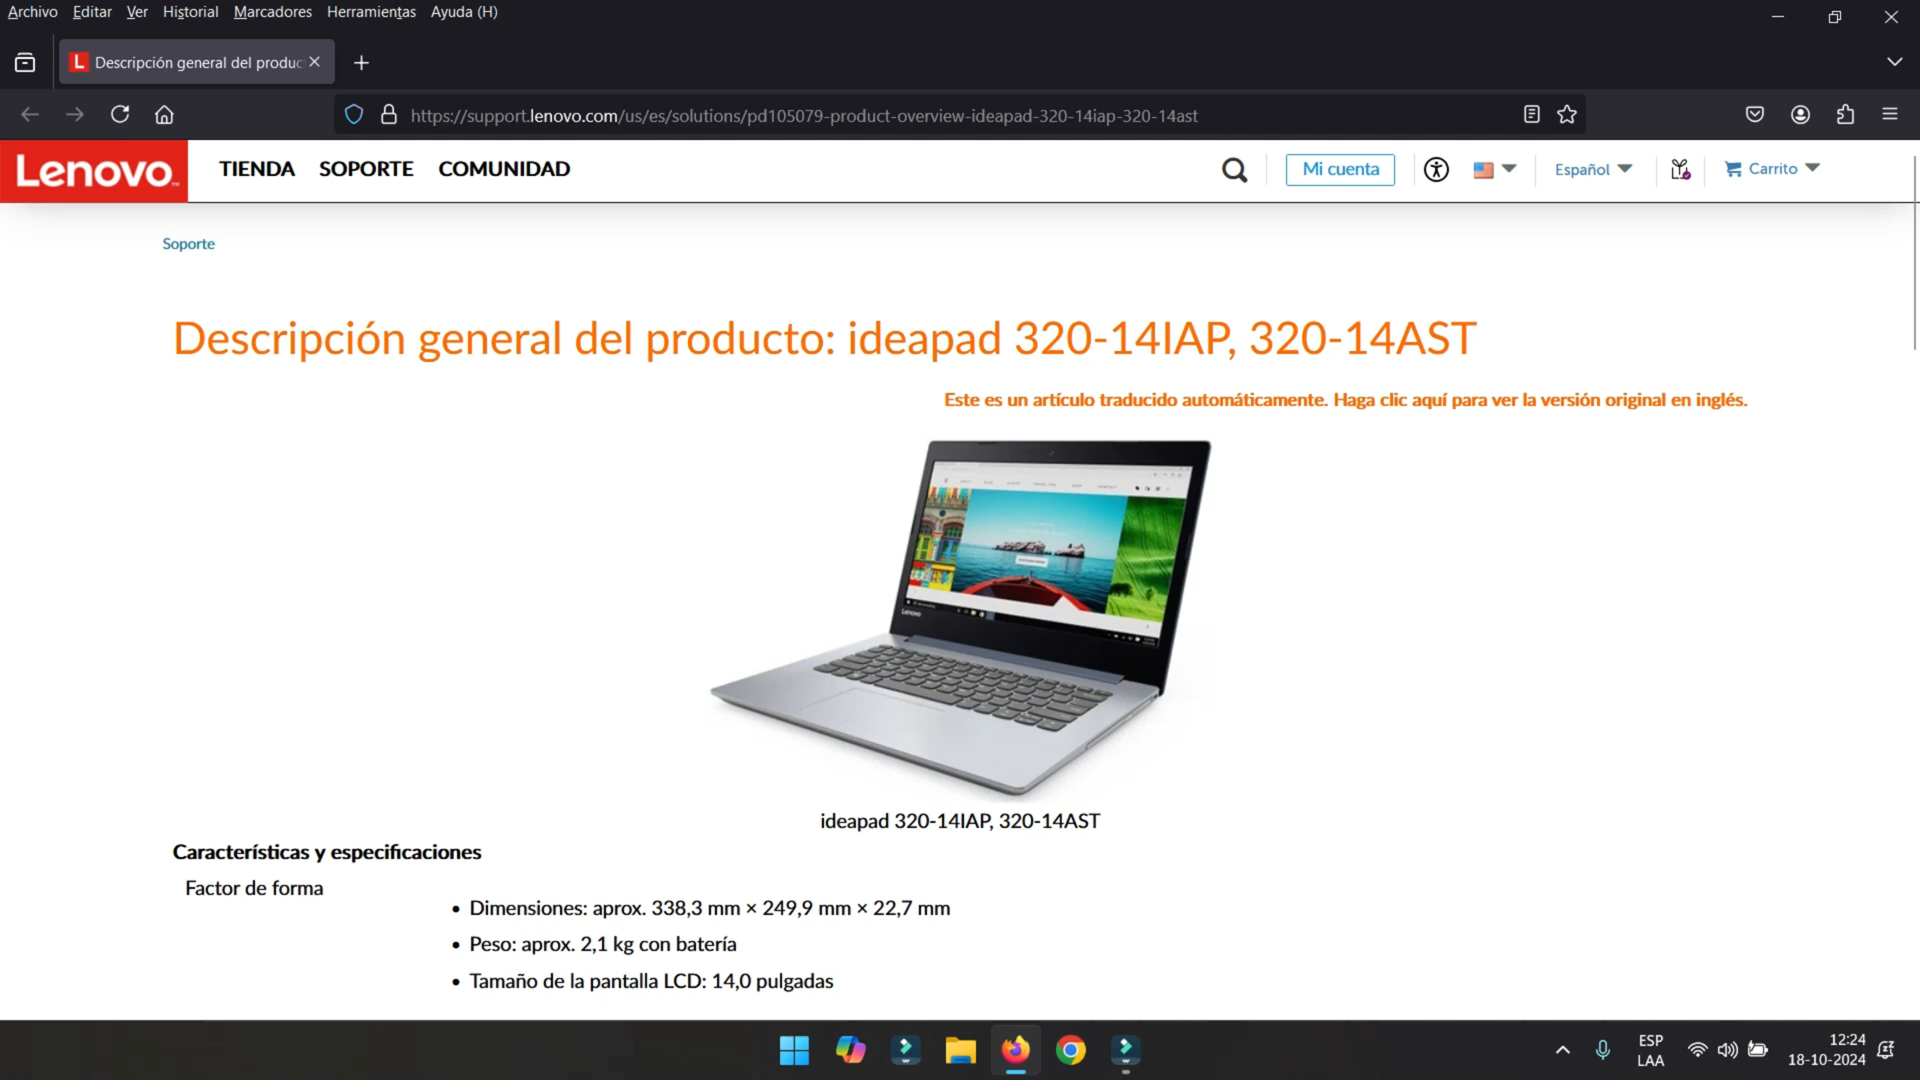 Archivo Editar Ver Historial Marcadores Herramientas Ayuda (H)
Descripción general del produc
https://support.lenovo.com/us/es/solutions/pd105079-product-overview-ideapad-320-14iap-320-14ast
Lenovo TIENDA SOPORTE COMUNIDAD Mi cuenta Español Carrito
Soporte
Descripción general del producto: ideapad 320-14IAP, 320-14AST
Este es un artículo traducido automáticamente. Haga clic aquí para ver la versión original en inglés.
Lenovo
ideapad 320-14IAP, 320-14AST
Características y especificaciones
Factor de forma
• Dimensiones: aprox. 338,3 mm × 249,9 mm × 22,7 mm
• Peso: aprox. 2,1 kg con batería
• Tamaño de la pantalla LCD: 14,0 pulgadas
ESP
LAA
12:24
18-10-2024